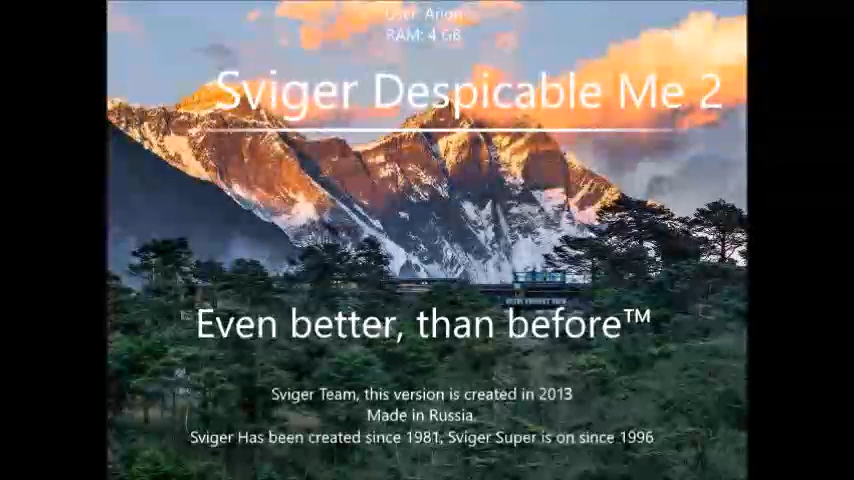 User: Anon
RAM: 4 GB
Sviger Despicable Me 2
Even better, than before™
Sviger Team, this version is created in 2013
Made in Russia.
Sviger Has been created since 1981, Sviger Super is on since 1996